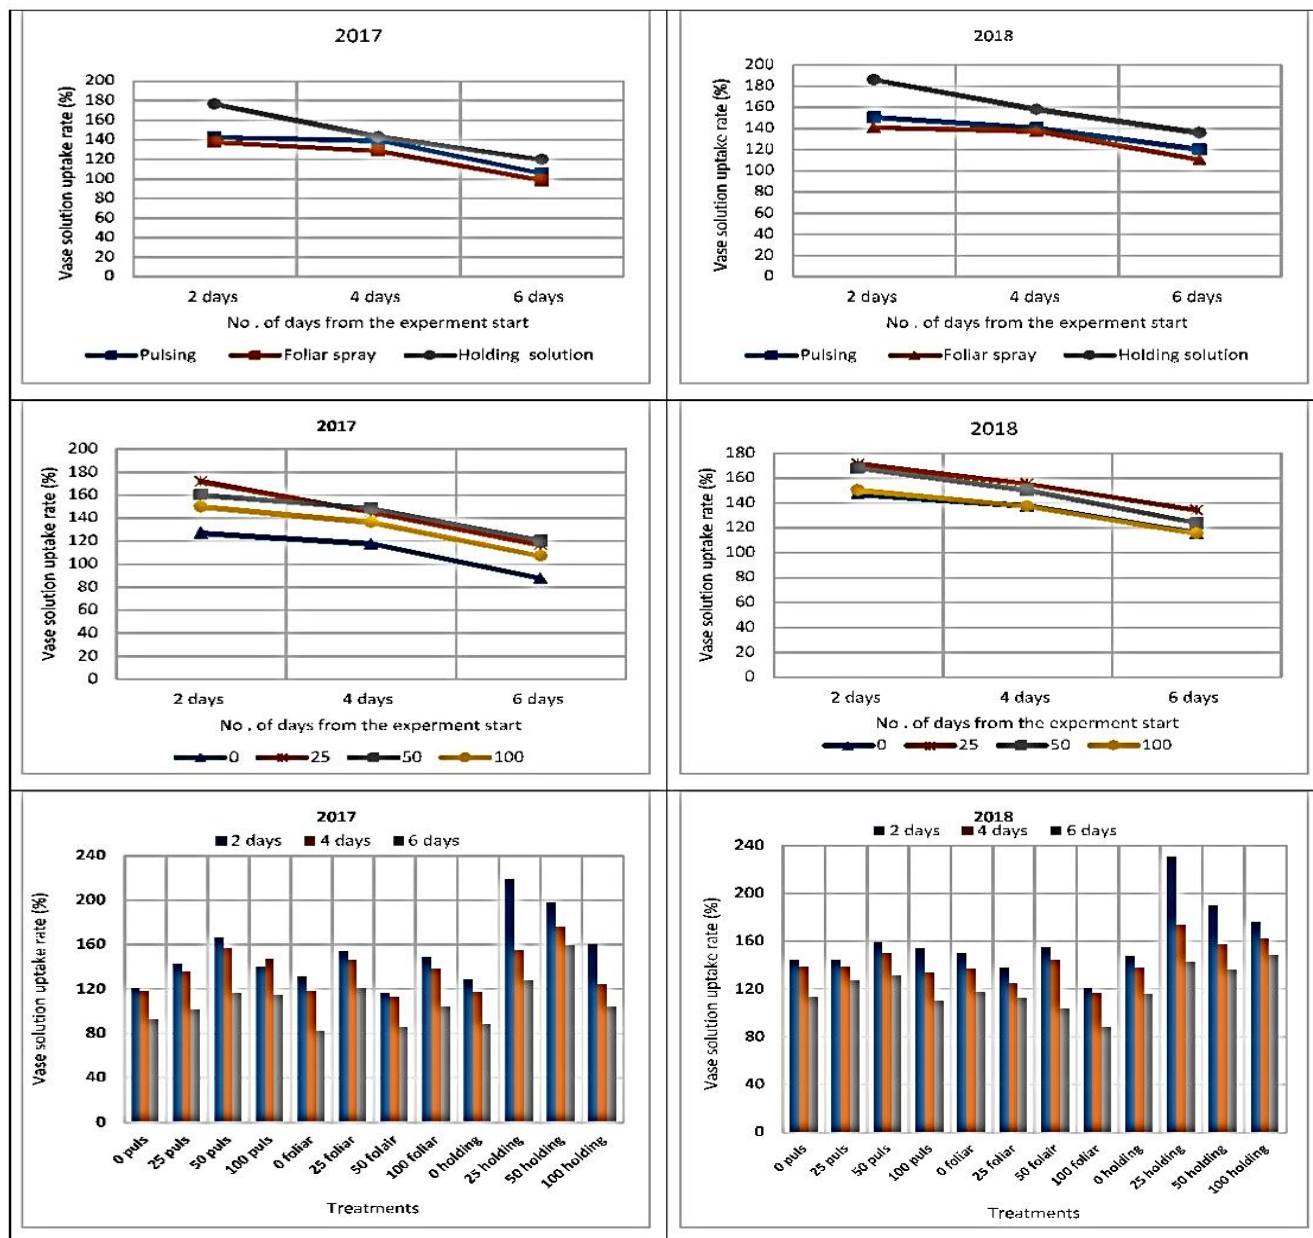 2017
Vase solution uptake rate (%)
200
180
160
140
120
100
80
60
40
20
0
2 days 4 days 6 days
No . of days from the experment start
Pulsing Foliar spray Holding solution
2018
Vase solution uptake rate (%)
200
180
160
140
120
100
80
60
40
20
0
2 days 4 days 6 days
No . of days from the experment start
Pulsing Foliar spray Holding solution
2017
Vase solution uptake rate (%)
200
180
160
140
120
100
80
60
40
20
0
2 days 4 days 6 days
No . of days from the experment start
0 25 50 100
2018
Vase solution uptake rate (%)
180
160
140
120
100
80
60
40
20
0
2 days 4 days 6 days
No . of days from the experment start
0 25 50 100
2017
2 days 4 days 6 days
Vase solution uptake rate (%)
240
200
160
120
80
40
0
0 puls 25 puls 50 puls 100 puls 0 foliar 25 foliar 50 folair 100 foliar 0 holding 25 holding 50 holding 100 holding
Treatments
2018
2 days 4 days 6 days
Vase solution uptake rate (%)
240
200
160
120
80
40
0
0 puls 25 puls 50 puls 100 puls 0 foliar 25 foliar 50 folair 100 foliar 0 holding 25 holding 50 holding 100 holding
Treatments